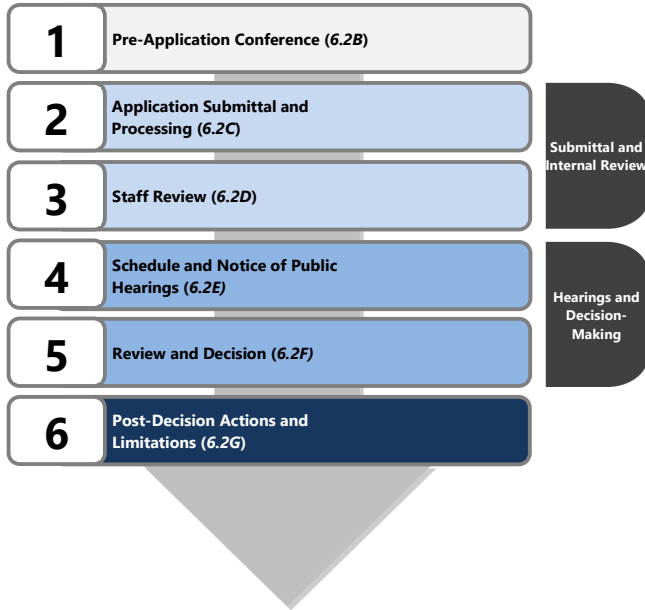 1
Pre-Application Conference (6.2B)
2
Application Submittal and
Processing (6.2C)
3
Staff Review (6.2D)
Submittal and
Internal Review
4
Schedule and Notice of Public
Hearings (6.2E)
5
Review and Decision (6.2F)
Hearings and
Decision-
Making
6
Post-Decision Actions and
Limitations (6.2G)